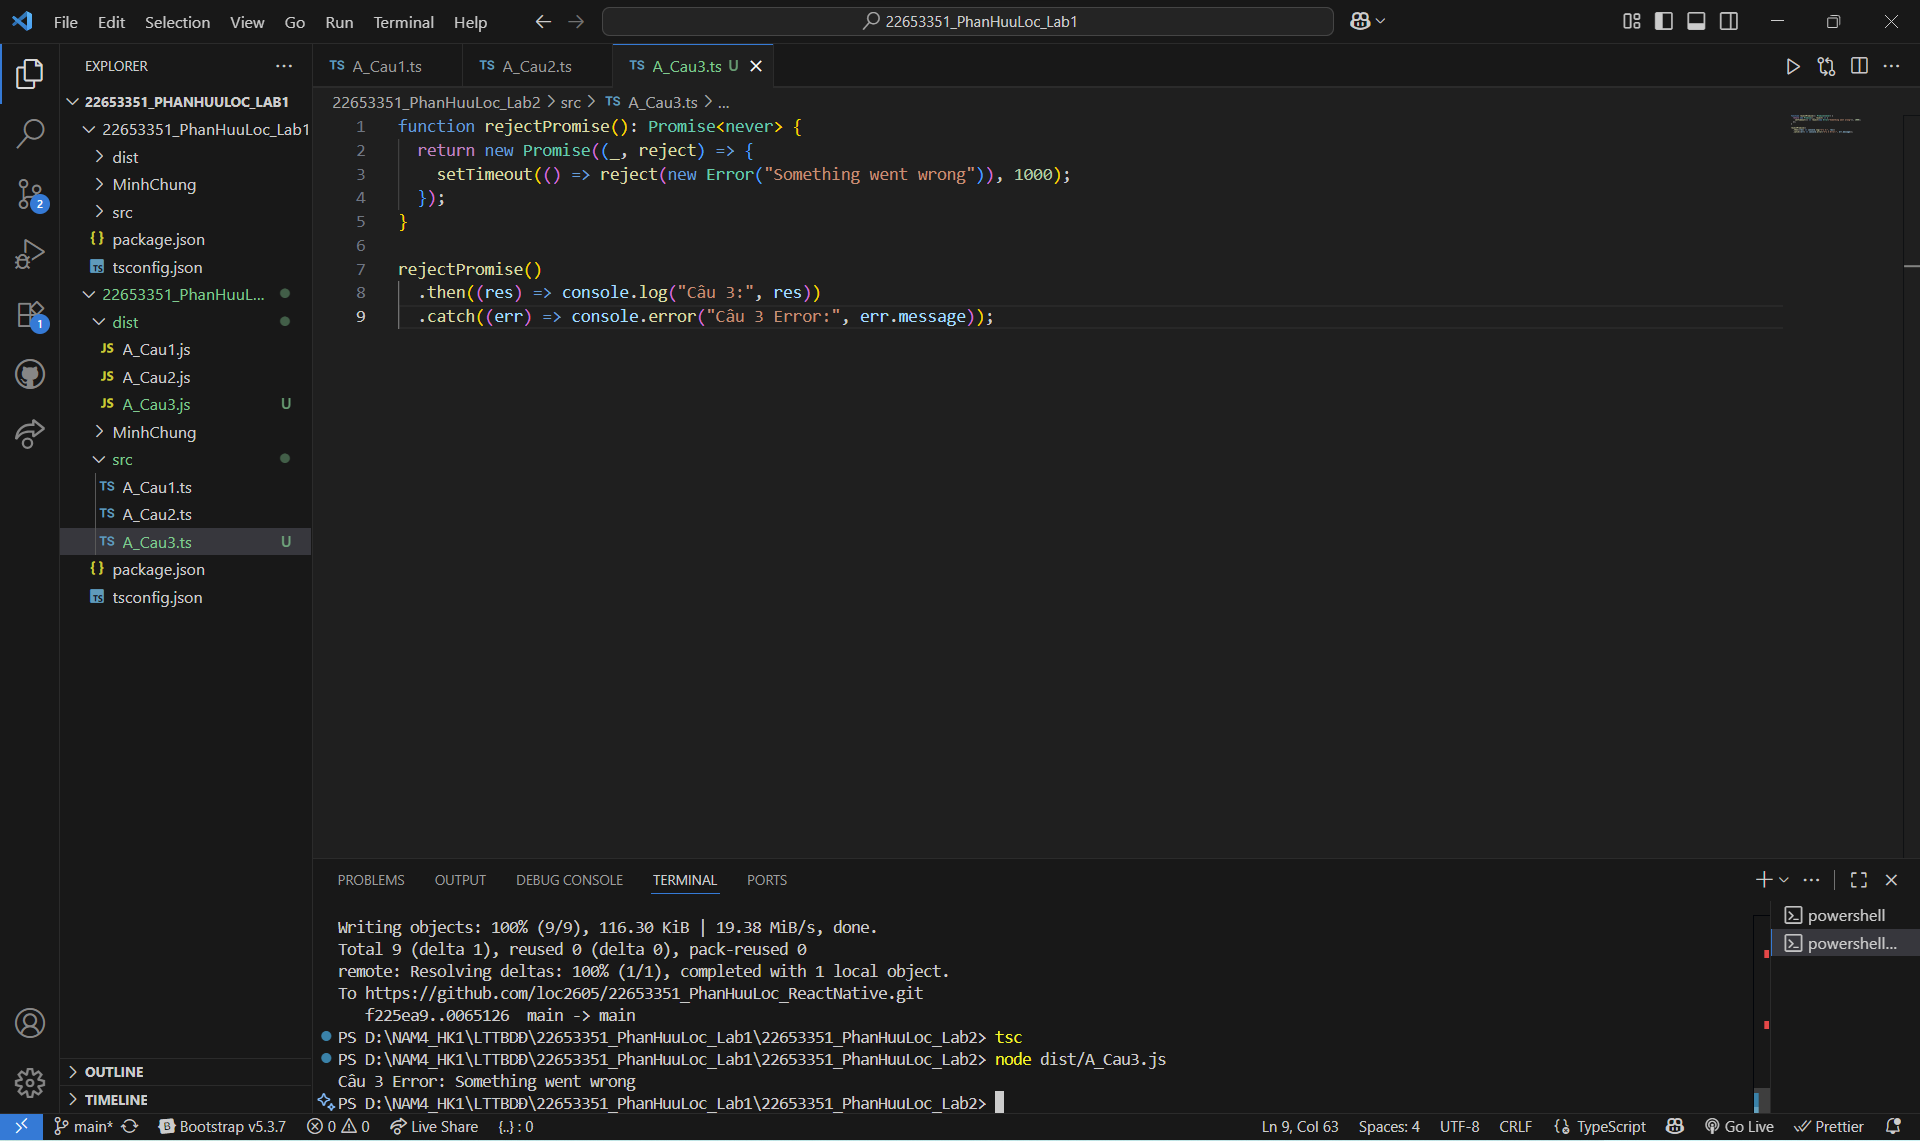 File Edit Selection View Go Run Terminal Help
22653351_PhanHuuLoc_Lab1
EXPLORER
22653351_PHANHUULOC_LAB1
22653351_PhanHuuLoc_Lab1
dist
MinhChung
src
{} package.json
TS tsconfig.json
22653351_PhanHuuL...
dist
JS A_Cau1.js
JS A_Cau2.js
JS A_Cau3.js U
MinhChung
src
TS A_Cau1.ts
TS A_Cau2.ts
TS A_Cau3.ts U
{} package.json
TS tsconfig.json
OUTLINE
TIMELINE
2
1
TS A_Cau1.ts TS A_Cau2.ts TS A_Cau3.ts U
22653351_PhanHuuLoc_Lab2 > src > TS A_Cau3.ts > ...
1 function rejectPromise(): Promise<never> {
2 return new Promise((_, reject) => {
3 setTimeout(() => reject(new Error("Something went wrong")), 1000);
4 });
5 }
6
7 rejectPromise()
8 .then((res) => console.log("Câu 3:", res))
9 .catch((err) => console.error("Câu 3 Error:", err.message));
PROBLEMS OUTPUT DEBUG CONSOLE TERMINAL PORTS
Writing objects: 100% (9/9), 116.30 KiB | 19.38 MiB/s, done.
Total 9 (delta 1), reused 0 (delta 0), pack-reused 0
remote: Resolving deltas: 100% (1/1), completed with 1 local object.
To https://github.com/loc2605/22653351_PhanHuuLoc_ReactNative.git
f225ea9..0065126 main -> main
PS D:\NAM4_HK1\LTTBDĐ\22653351_PhanHuuLoc_Lab1\22653351_PhanHuuLoc_Lab2> tsc
PS D:\NAM4_HK1\LTTBDĐ\22653351_PhanHuuLoc_Lab1\22653351_PhanHuuLoc_Lab2> node dist/A_Cau3.js
Câu 3 Error: Something went wrong
PS D:\NAM4_HK1\LTTBDĐ\22653351_PhanHuuLoc_Lab1\22653351_PhanHuuLoc_Lab2>
powershell
powershell...
main* Bootstrap v5.3.7 0 0 Live Share {..} : 0 Ln 9, Col 63 Spaces: 4 UTF-8 CRLF TypeScript Go Live Prettier